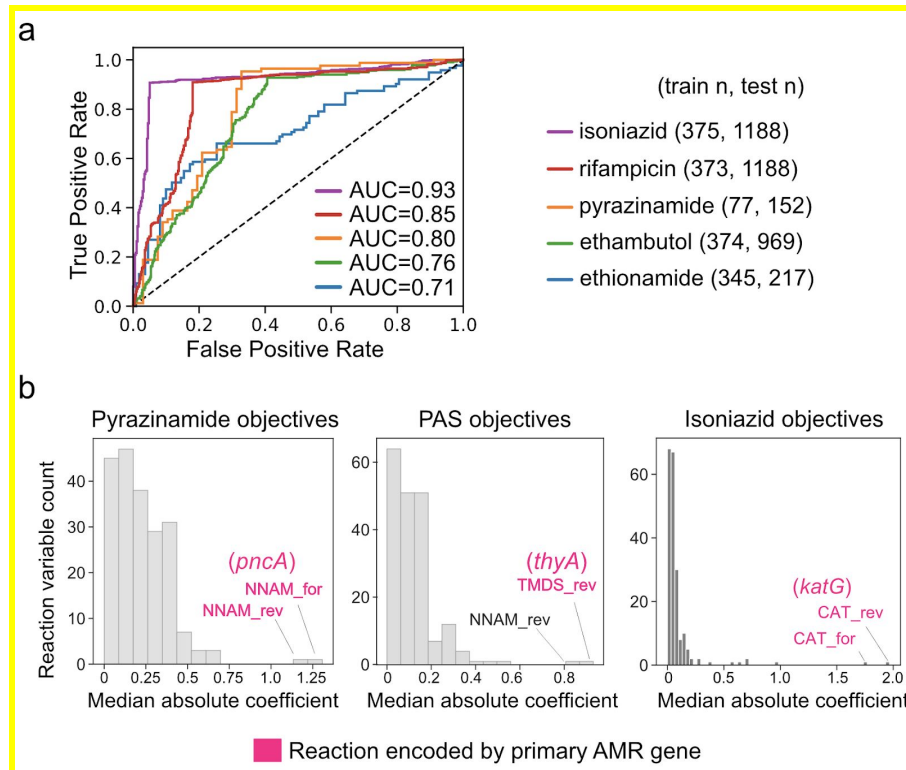 a
1.0
0.8
0.6
0.4
0.2
0.0
True Positive Rate
AUC=0.93
AUC=0.85
AUC=0.80
AUC=0.76
AUC=0.71
0.0 0.2 0.4 0.6 0.8 1.0
False Positive Rate
(train n, test n)
isoniazid (375, 1188)
rifampicin (373, 1188)
pyrazinamide (77, 152)
ethambutol (374, 969)
ethionamide (345, 217)
b
Pyrazinamide objectives
Reaction variable count
40
30
20
10
0
(pncA)
NNAM_for
NNAM_rev
0 0.25 0.5 0.75 1.0 1.25
Median absolute coefficient
PAS objectives
60
40
20
0
(thyA)
TMDS_rev
NNAM_rev
0 0.2 0.4 0.6 0.8
Median absolute coefficient
Isoniazid objectives
60
40
20
0
(katG)
CAT_rev
CAT_for
0 0.5 1.0 1.5 2.0
Median absolute coefficient
Reaction encoded by primary AMR gene